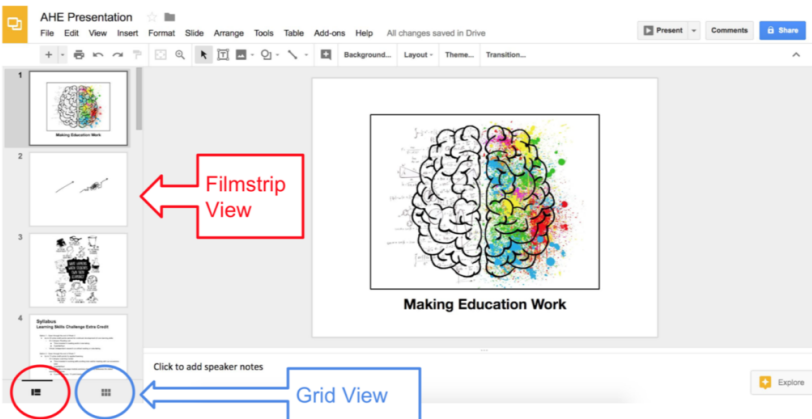 AHE Presentation
File Edit View Insert Format Slide Arrange Tools Table Add-ons Help All changes saved in Drive
Present Comments Share
Background... Layout Theme... Transition...
1
Making Education Work
2
3
4
Syllabus
Learning Skills Challenge Extra Credit
Filmstrip
View
Making Education Work
Click to add speaker notes
Grid View
Explore